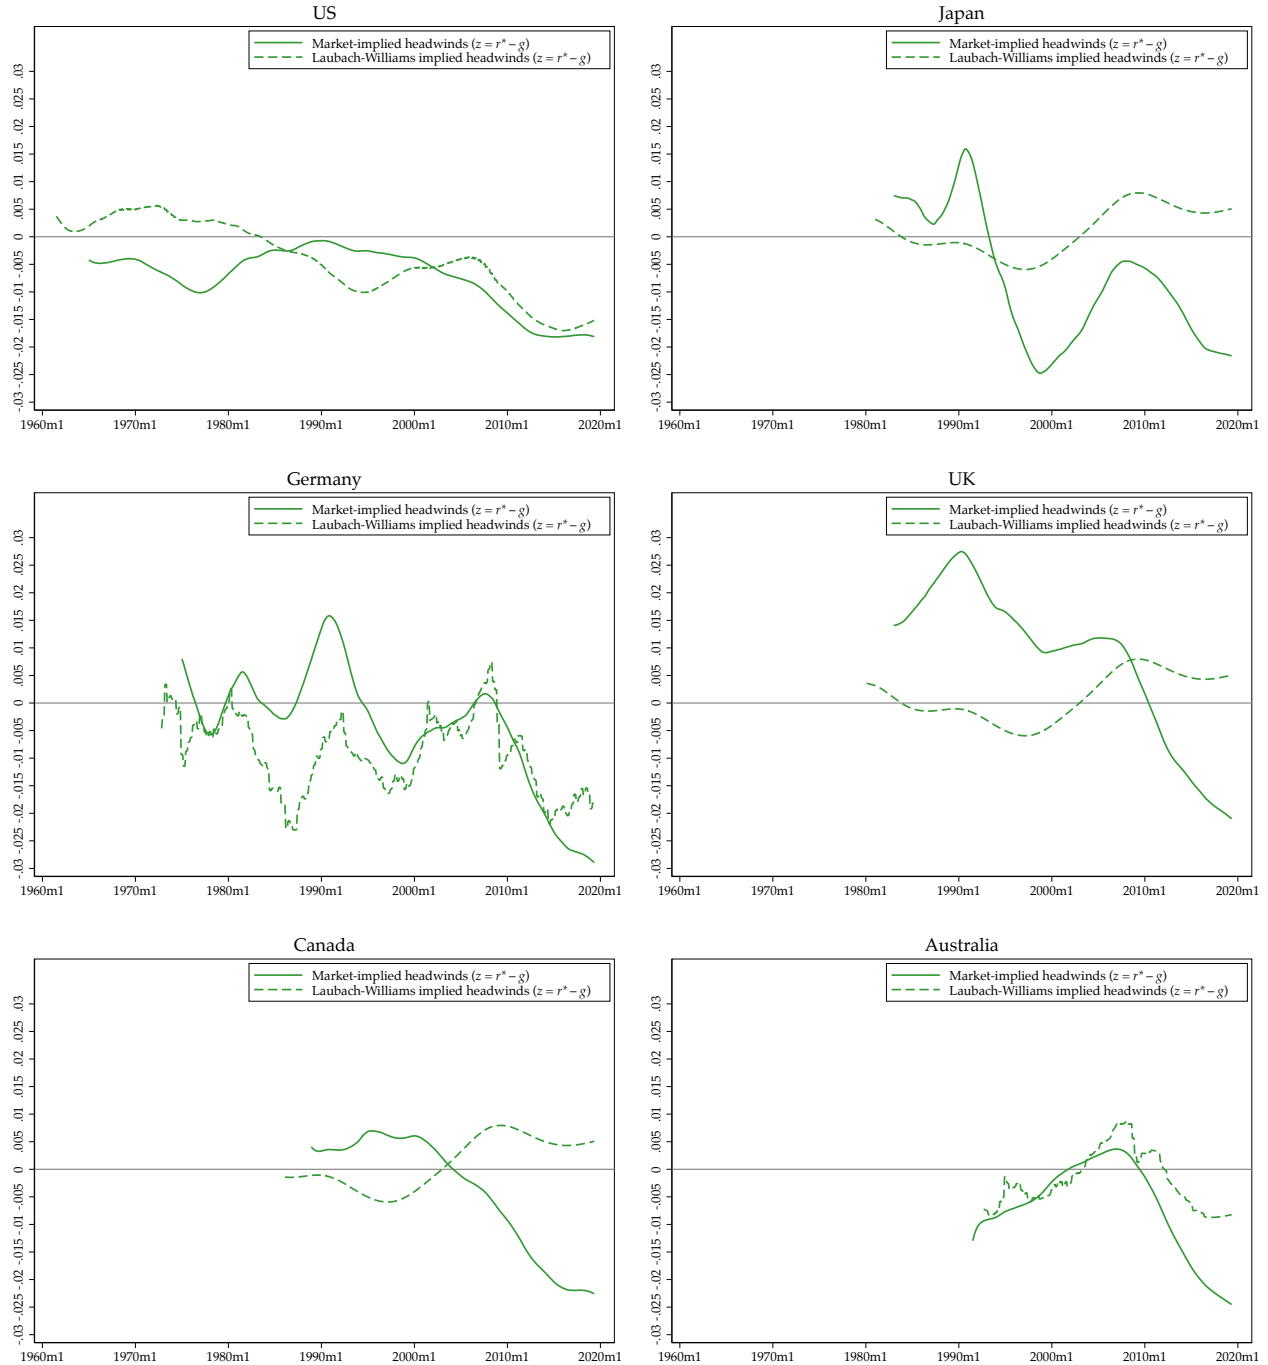 US
Market-implied headwinds (z = r* – g)
Laubach-Williams implied headwinds (z = r* – g)
-.03 -.025 -.02 -.015 -.01 -.005 0 .005 .01 .015 .02 .025 .03
1960m1 1970m1 1980m1 1990m1 2000m1 2010m1 2020m1
Japan
Market-implied headwinds (z = r* – g)
Laubach-Williams implied headwinds (z = r* – g)
-.03 -.025 -.02 -.015 -.01 -.005 0 .005 .01 .015 .02 .025 .03
1960m1 1970m1 1980m1 1990m1 2000m1 2010m1 2020m1
Germany
Market-implied headwinds (z = r* – g)
Laubach-Williams implied headwinds (z = r* – g)
-.03 -.025 -.02 -.015 -.01 -.005 0 .005 .01 .015 .02 .025 .03
1960m1 1970m1 1980m1 1990m1 2000m1 2010m1 2020m1
UK
Market-implied headwinds (z = r* – g)
Laubach-Williams implied headwinds (z = r* – g)
-.03 -.025 -.02 -.015 -.01 -.005 0 .005 .01 .015 .02 .025 .03
1960m1 1970m1 1980m1 1990m1 2000m1 2010m1 2020m1
Canada
Market-implied headwinds (z = r* – g)
Laubach-Williams implied headwinds (z = r* – g)
-.03 -.025 -.02 -.015 -.01 -.005 0 .005 .01 .015 .02 .025 .03
1960m1 1970m1 1980m1 1990m1 2000m1 2010m1 2020m1
Australia
Market-implied headwinds (z = r* – g)
Laubach-Williams implied headwinds (z = r* – g)
-.03 -.025 -.02 -.015 -.01 -.005 0 .005 .01 .015 .02 .025 .03
1960m1 1970m1 1980m1 1990m1 2000m1 2010m1 2020m1